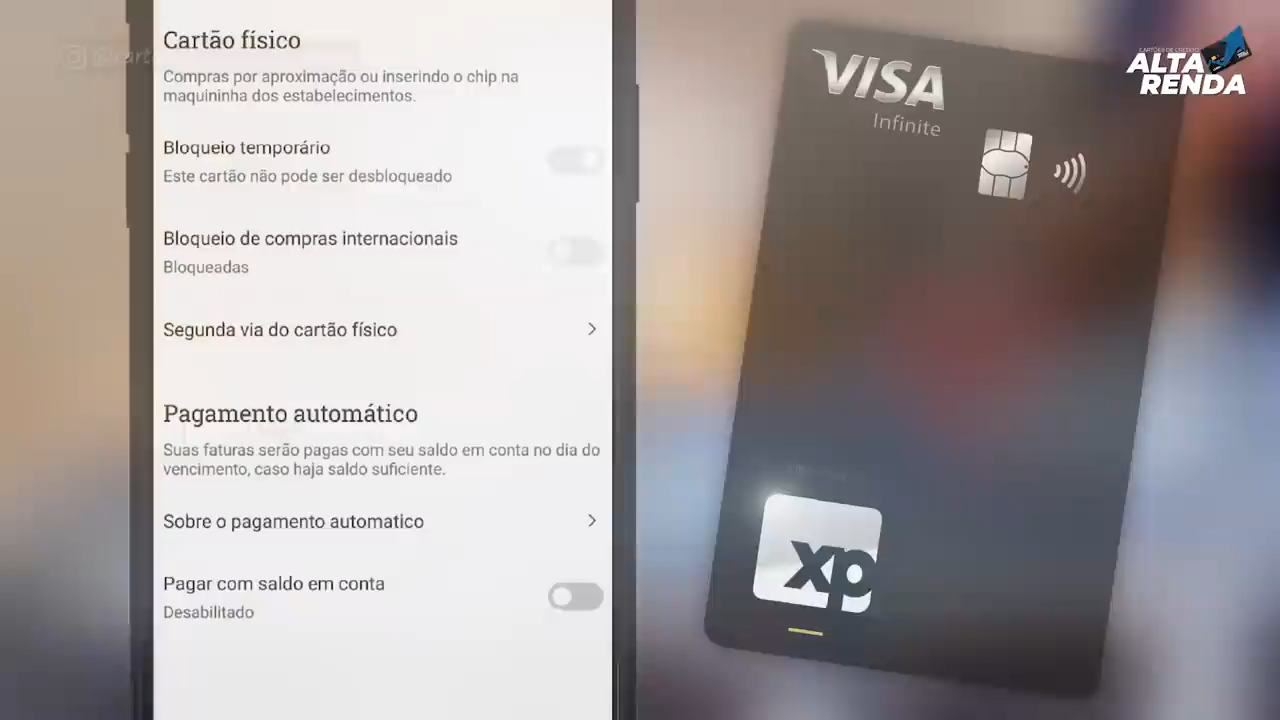 Cartão físico
Compras por aproximação ou inserindo o chip na
maquininha dos estabelecimentos.
Bloqueio temporário
Este cartão não pode ser desbloqueado
Bloqueio de compras internacionais
Bloqueadas
Segunda via do cartão físico
Pagamento automático
Suas faturas serão pagas com seu saldo em conta no dia do
vencimento, caso haja saldo suficiente.
Sobre o pagamento automatico
Pagar com saldo em conta
Desabilitado
VISA
Infinite
xp
CARTÕES DE CRÉDITO
ALTA
RENDA